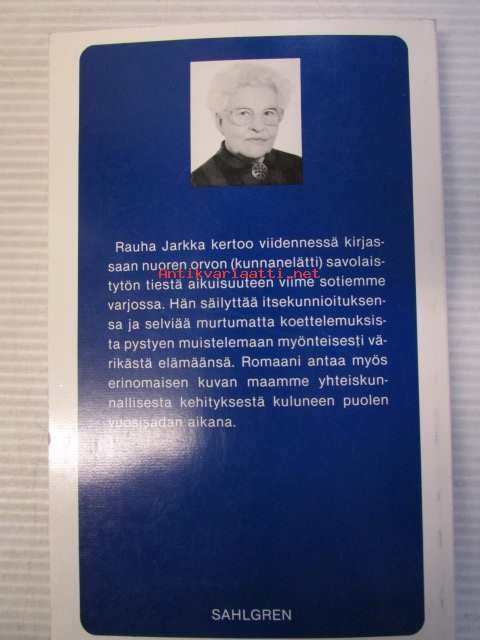 Rauha Jarkka kertoo viidennessä kirjas-
saan nuoren orvon (kunnanelätti) savolais-
Antikvariaatti.net
tytön tiestä aikuisuuteen viime sotiemme
varjossa. Hän säilyttää itsekunnioituksen-
sa ja selviää murtumatta koettelemuksis-
ta pystyen muistelemaan myönteisesti vä-
rikästä elämäänsä. Romaani antaa myös
erinomaisen kuvan maamme yhteiskun-
nallisesta kehityksestä kuluneen puolen
vuosisadan aikana.
SAHLGREN